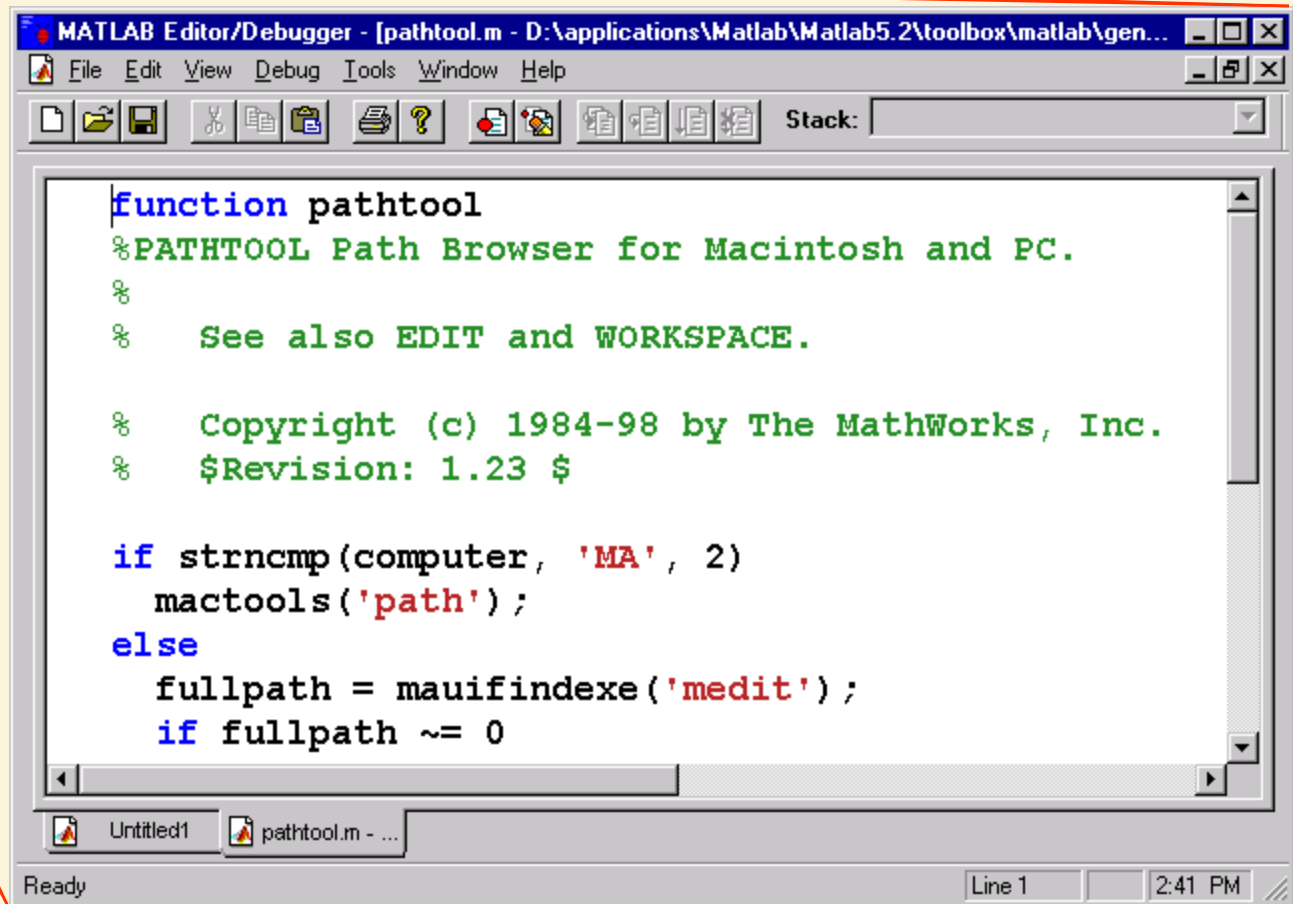 MATLAB Editor/Debugger - [pathtool.m - D:\applications\Matlab\Matlab5.2\toolbox\matlab\gen...
File Edit View Debug Tools Window Help
Stack:
function pathtool
%PATHTOOL Path Browser for Macintosh and PC.
%
%   See also EDIT and WORKSPACE.
%   Copyright (c) 1984-98 by The MathWorks, Inc.
%   $Revision: 1.23 $
if strncmp(computer, 'MA', 2)
  mactools('path');
else
  fullpath = mauifindexe('medit');
  if fullpath ~= 0
Untitled1 pathtool.m - ...
Ready Line 1 2:41 PM